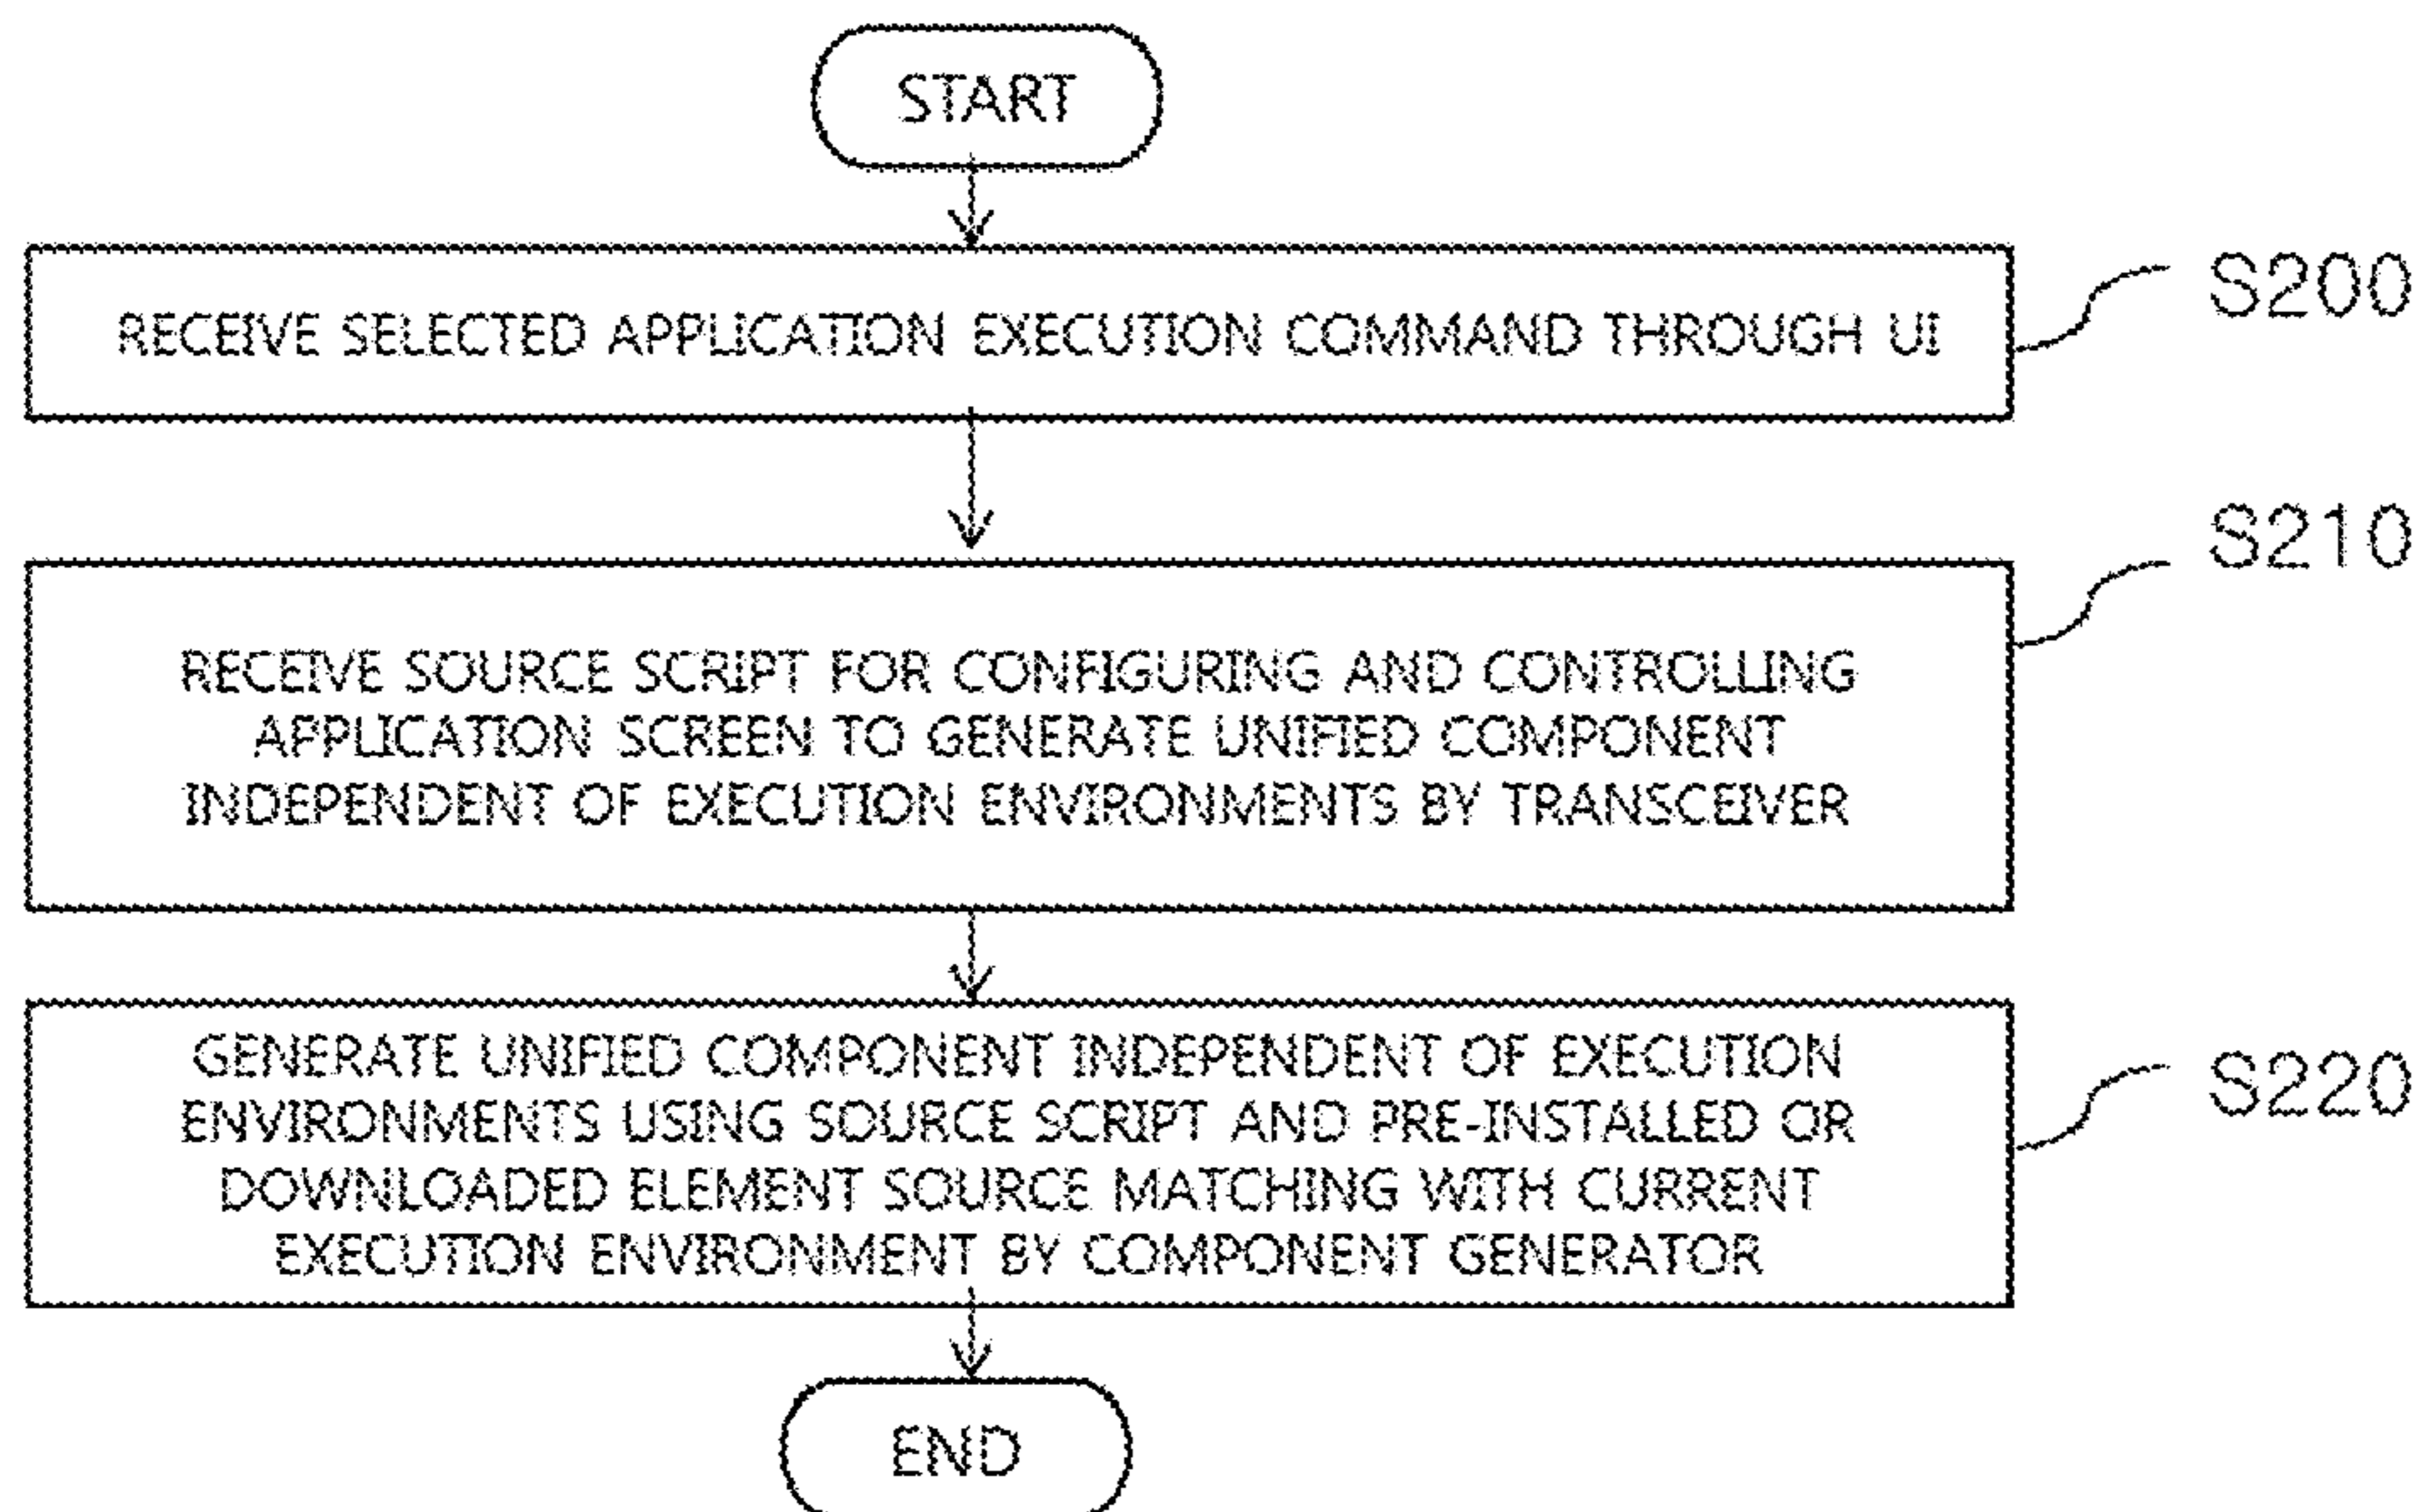 START
RECEIVE SELECTED APPLICATION EXECUTION COMMAND THROUGH UI
S200
S210
RECEIVE SOURCE SCRIPT FOR CONFIGURING AND CONTROLLING
APPLICATION SCREEN TO GENERATE UNIFIED COMPONENT
INDEPENDENT OF EXECUTION ENVIRONMENTS BY TRANSCEIVER
GENERATE UNIFIED COMPONENT INDEPENDENT OF EXECUTION
ENVIRONMENTS USING SOURCE SCRIPT AND PRE-INSTALLED OR
DOWNLOADED ELEMENT SOURCE MATCHING WITH CURRENT
EXECUTION ENVIRONMENT BY COMPONENT GENERATOR
S220
END